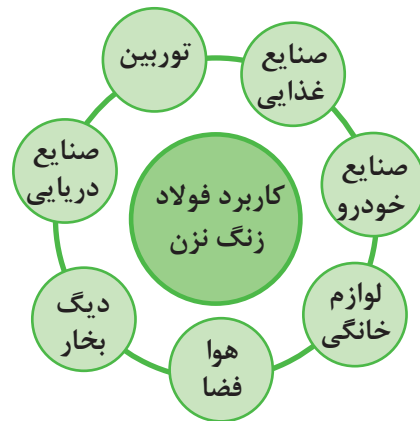 کاربرد فولاد
زنگ نزن
صنایع
غذایی
صنایع
خودرو
لوازم
خانگی
هوا
فضا
دیگ
بخار
صنایع
دریایی
توربین